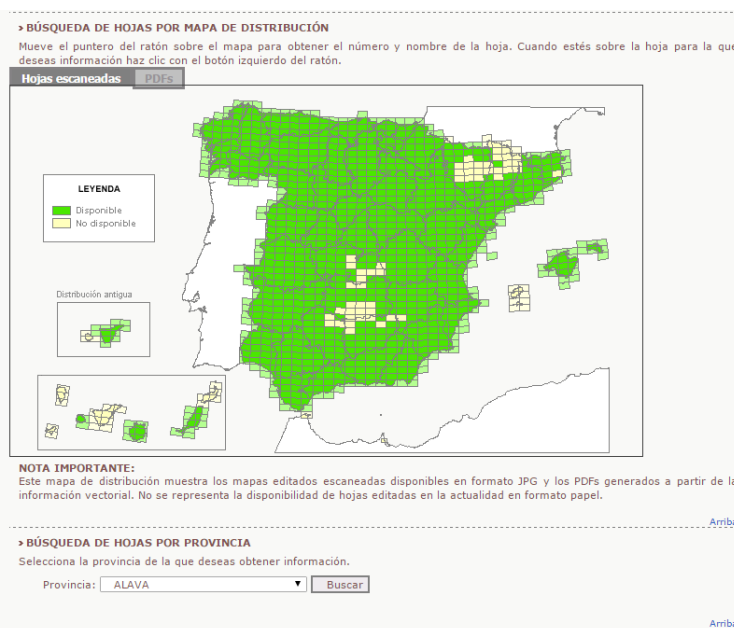 › BÚSQUEDA DE HOJAS POR MAPA DE DISTRIBUCIÓN
Mueve el puntero del ratón sobre el mapa para obtener el número y nombre de la hoja. Cuando estés sobre la hoja para la que
deseas información haz clic con el botón izquierdo del ratón.
Hojas escaneadas PDFs
LEYENDA
Disponible
No disponible
Distribución antigua
NOTA IMPORTANTE:
Este mapa de distribución muestra los mapas editados escaneadas disponibles en formato JPG y los PDFs generados a partir de la
información vectorial. No se representa la disponibilidad de hojas editadas en la actualidad en formato papel.
Arriba
› BÚSQUEDA DE HOJAS POR PROVINCIA
Selecciona la provincia de la que deseas obtener información.
Provincia: ALAVA Buscar
Arriba